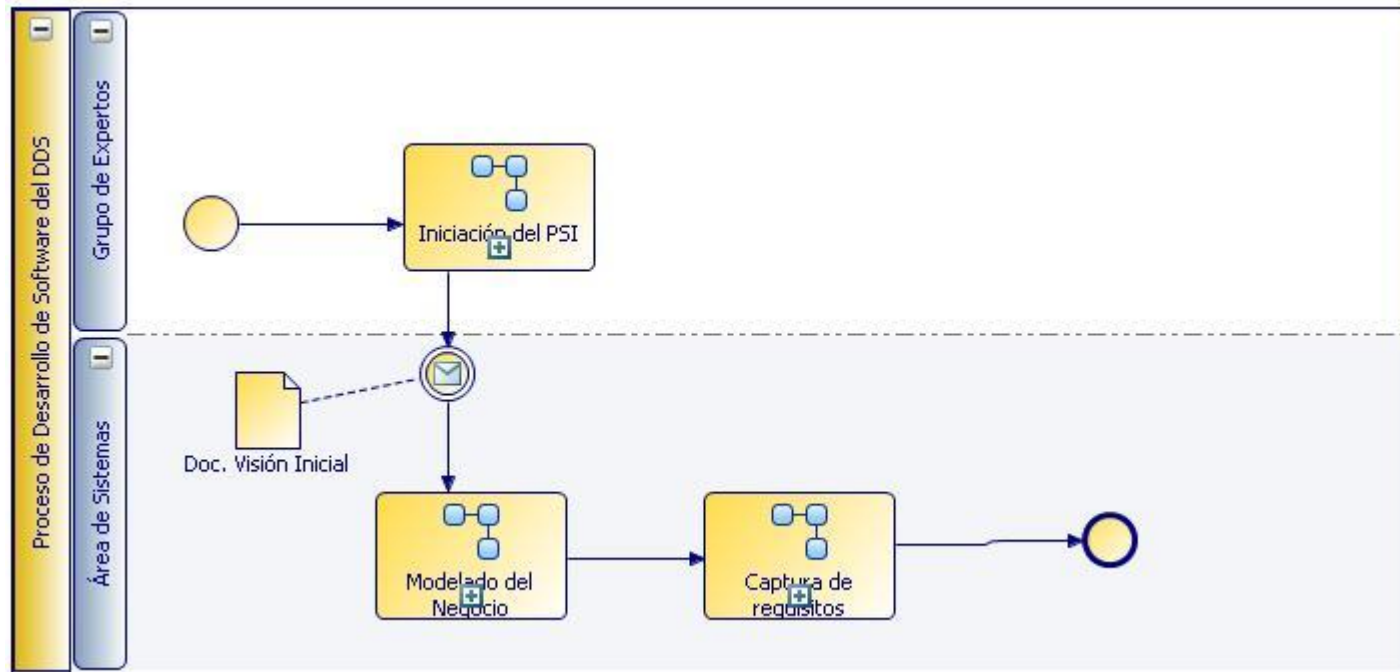 Proceso de Desarrollo de Software del DDS
Grupo de Expertos
Iniciación del PSI
Área de Sistemas
Doc. Visión Inicial
Modelado del
Negocio
Captura de
requisitos